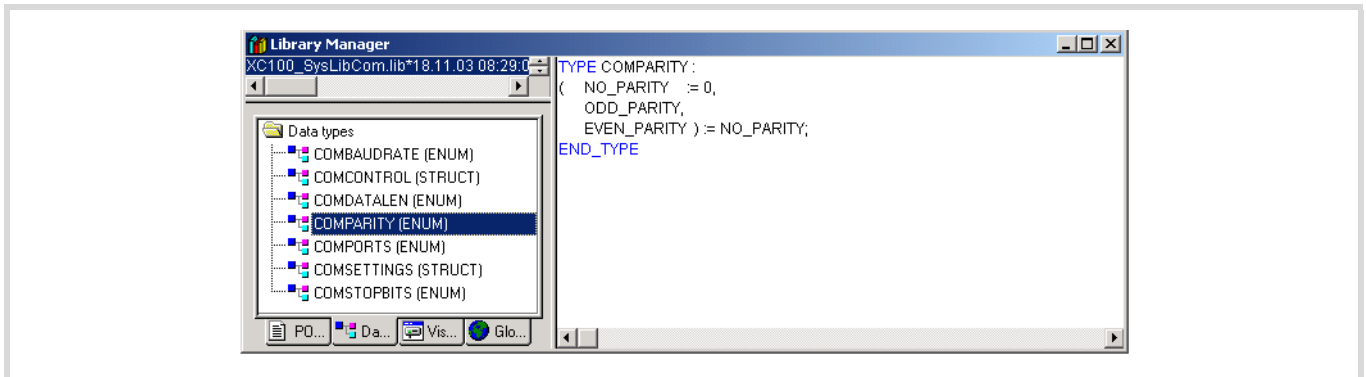 Library Manager
XC100_SysLibCom.lib*18.11.03 08:29:0
Data types
COMBAUDRATE (ENUM)
COMCONTROL (STRUCT)
COMDATALEN (ENUM)
COMPARITY (ENUM)
COMPORTS (ENUM)
COMSETTINGS (STRUCT)
COMSTOPBITS (ENUM)
PO... Da... Vis... Glo...
TYPE COMPARITY :
( NO_PARITY := 0,
ODD_PARITY,
EVEN_PARITY ) := NO_PARITY;
END_TYPE